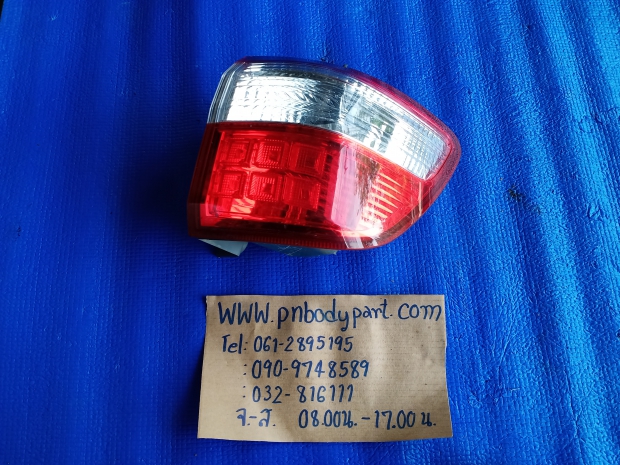 WWW.pnbodypart.com
Tel: 061-2895195
: 090-9748589
: 032-816111
จ.-ส. 08.00น.-17.00น.